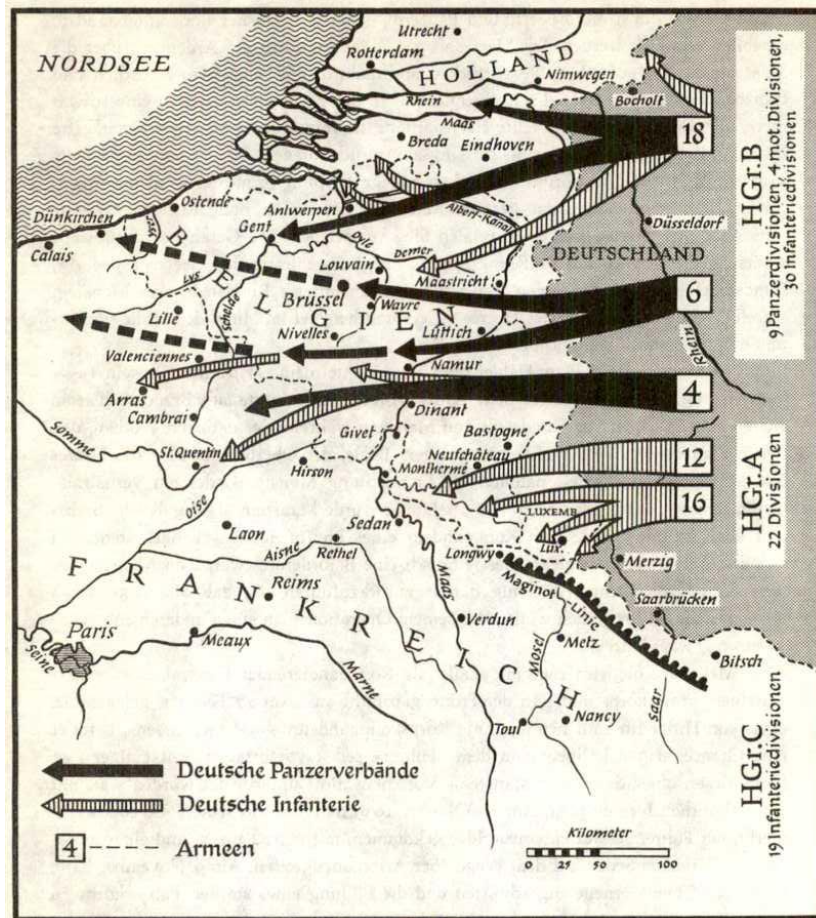 NORDSEE
Utrecht
Rotterdam
HOLLAND
Nimwegen
Rhein
Maas
Bocholt
Breda
Eindhoven
18
Ostende
Dünkirchen
Calais
Antwerpen
Albert-Kanal
Düsseldorf
Gent
Yser
Dyle
Demer
DEUTSCHLAND
Louvain
Maastricht
Lys
Schelde
Brüssel
BELGIEN
Wavre
6
Lille
Nivelles
Lüttich
Rhein
Valenciennes
Namur
Arras
4
Cambrai
Dinant
Somme
Givet
Bastogne
St.Quentin
Hirson
Neufchâteau
Monthermé
12
Oise
16
LUXEMB.
Laon
Sedan
Lux.
Aisne
Rethel
Longwy
Merzig
FRANKREICH
Reims
Maas
Maginot Linie
Saarbrücken
Verdun
Paris
Meaux
Mosel
Metz
Bitsch
Seine
Marne
Saar
Toul
Nancy
HGr.B
9 Panzerdivisionen, 4 mot. Divisionen,
30 Infanteriedivisionen
HGr.A
22 Divisionen
HGr.C
19 Infanteriedivisionen
Deutsche Panzerverbände
Deutsche Infanterie
4 Armeen
Kilometer
0 25 50 100